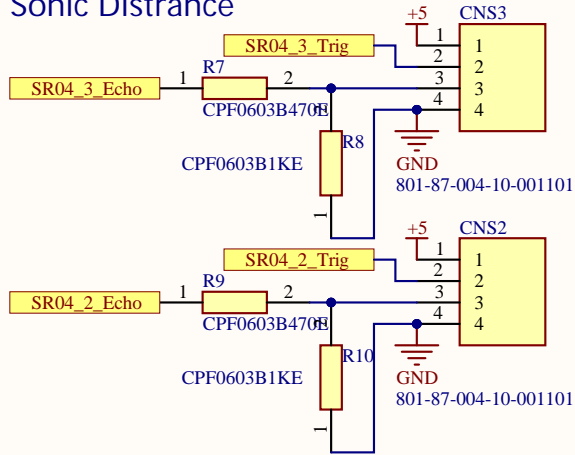 Sonic Distrance
+5 CNS3
SR04_3_Trig 1 1
2 2
R7
SR04_3_Echo 1 2 3 3
4 4
CPF0603B470E
2
R8
CPF0603B1KE
GND
1
801-87-004-10-001101
+5 CNS2
SR04_2_Trig 1 1
2 2
R9
SR04_2_Echo 1 2 3 3
4 4
CPF0603B470E
2
R10
CPF0603B1KE
GND
1
801-87-004-10-001101